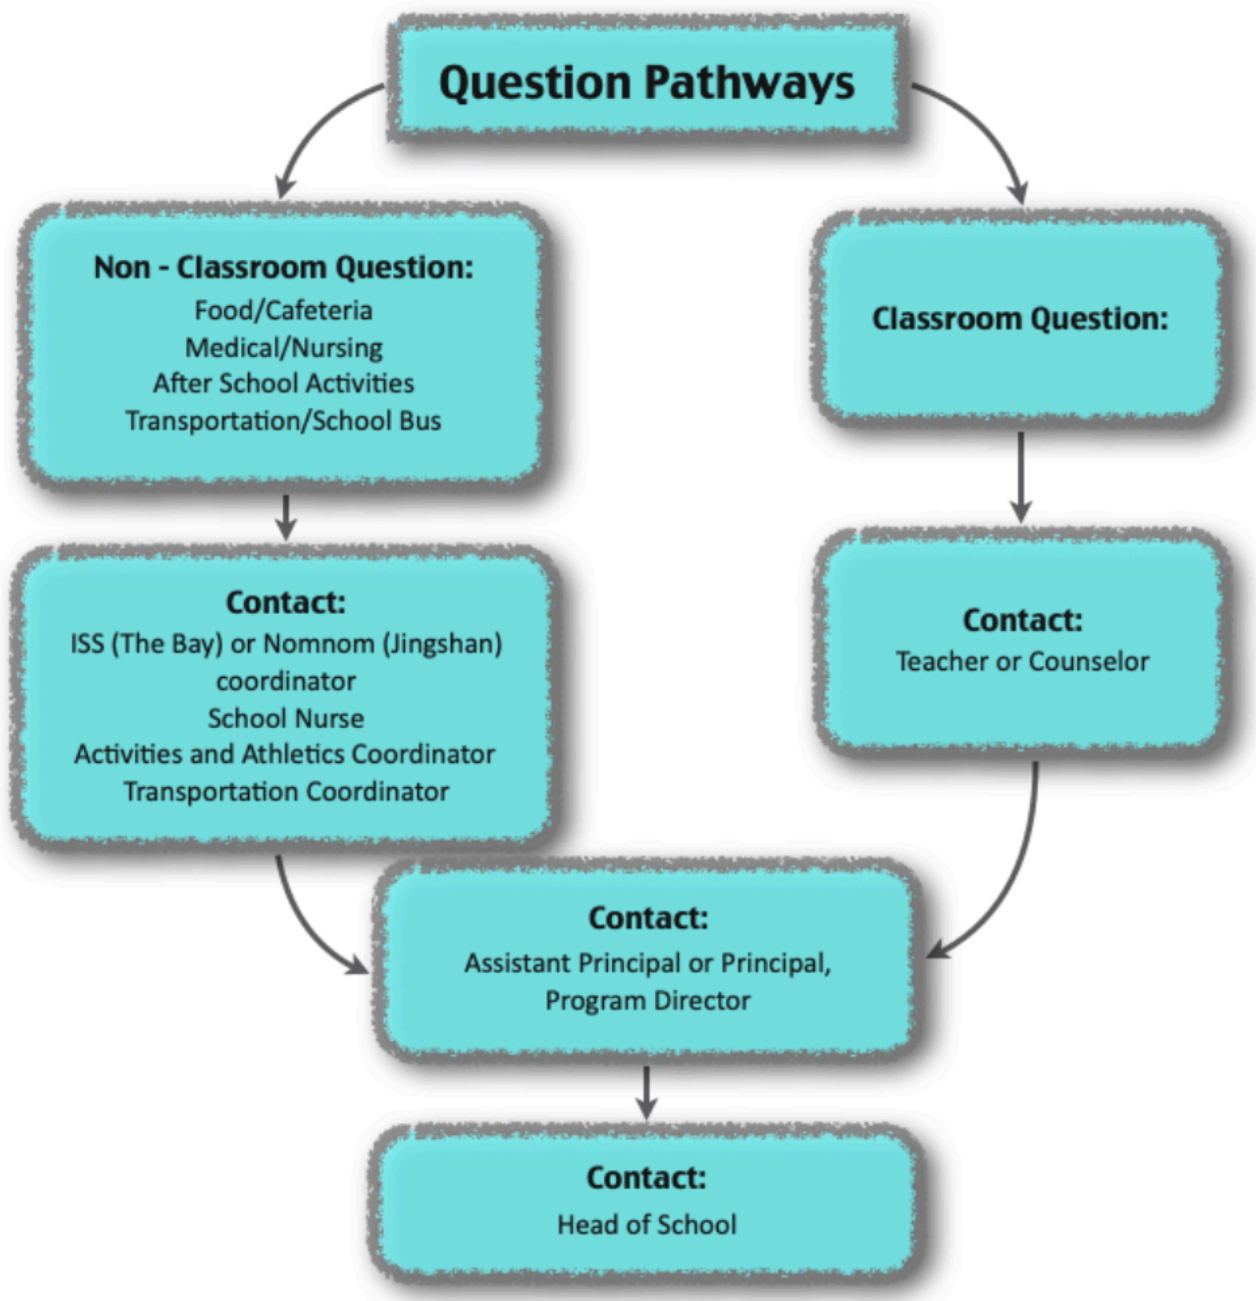 Question Pathways
Non - Classroom Question:
Food/Cafeteria
Medical/Nursing
After School Activities
Transportation/School Bus
Classroom Question:
Contact:
ISS (The Bay) or Nomnom (Jingshan)
coordinator
School Nurse
Activities and Athletics Coordinator
Transportation Coordinator
Contact:
Teacher or Counselor
Contact:
Assistant Principal or Principal,
Program Director
Contact:
Head of School